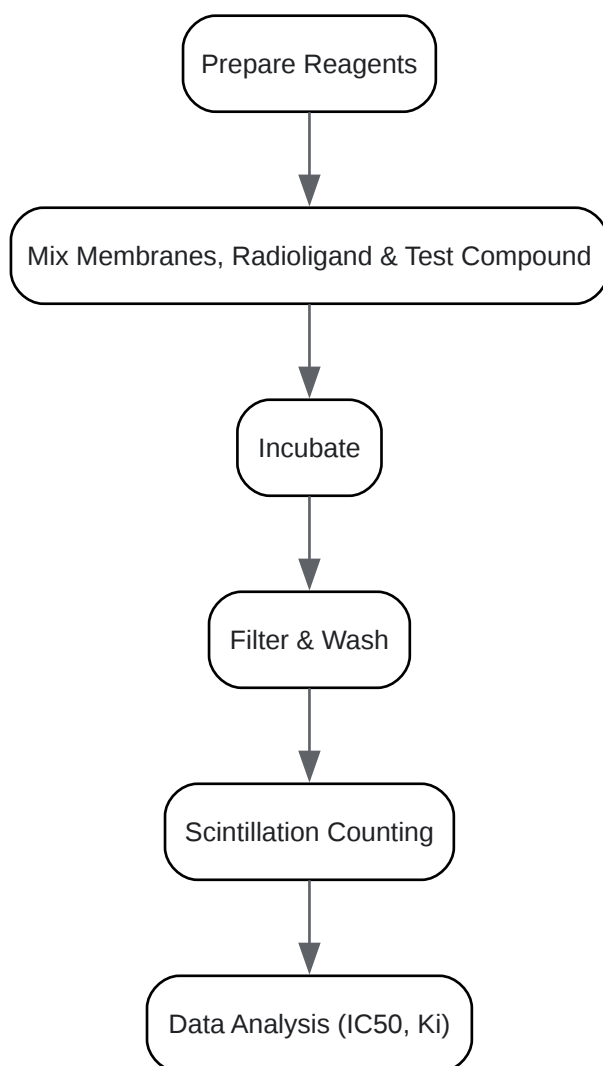 Prepare Reagents
Mix Membranes, Radioligand & Test Compound
Incubate
Filter & Wash
Scintillation Counting
Data Analysis (IC50, Ki)